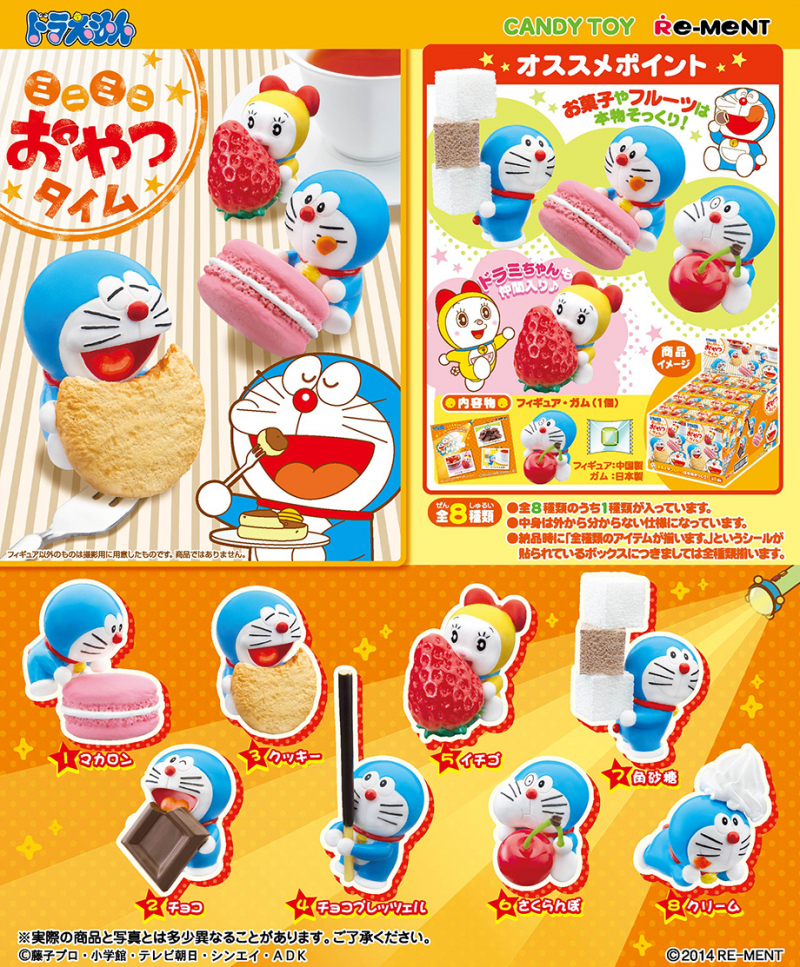 ドラえもん
CANDY TOY
Re-MENT
ミニミニ
おやつ
タイム
フィギュア以外のものは撮影用に用意したものです。商品ではありません。
オススメポイント
お菓子やフルーツは
本物そっくり!
ドラミちゃんも
仲間入り♪
商品
イメージ
内容物
フィギュア・ガム(1個)
フィギュア:中国製
ガム:日本製
ぜん しゅるい
全8種類
●全8種類のうち1種類が入っています。
●中身は外から分からない仕様になっています。
●納品時に「全種類のアイテムが揃います。」というシールが
貼られているボックスにつきましては全種類揃います。
1 マカロン
3 クッキー
5 イチゴ
7 角砂糖
2 チョコ
4 チョコプレッツェル
6 さくらんぼ
8 クリーム
※実際の商品と写真とは多少異なることがあります。ご了承ください。
©藤子プロ・小学館・テレビ朝日・シンエイ・ADK
©2014 RE-MENT